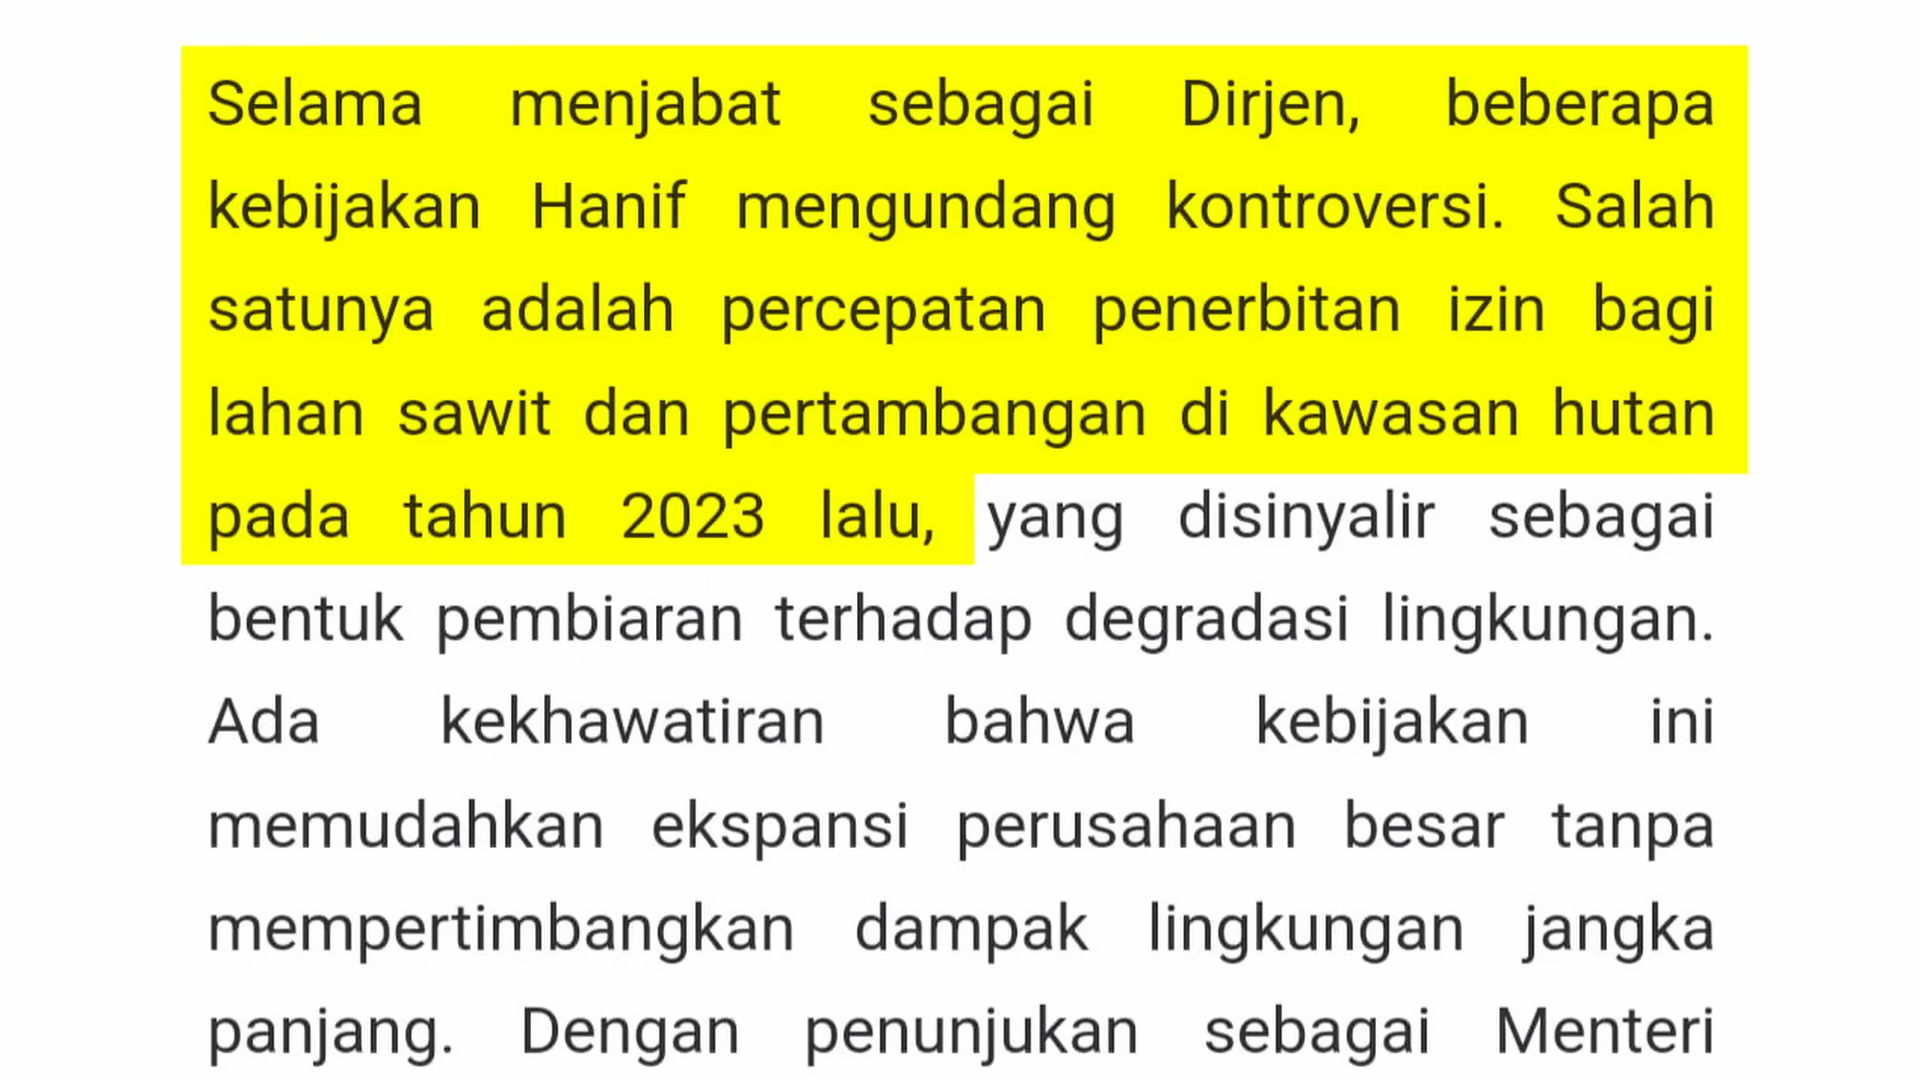 Selama menjabat sebagai Dirjen, beberapa
kebijakan Hanif mengundang kontroversi. Salah
satunya adalah percepatan penerbitan izin bagi
lahan sawit dan pertambangan di kawasan hutan
pada tahun 2023 lalu, yang disinyalir sebagai
bentuk pembiaran terhadap degradasi lingkungan.
Ada kekhawatiran bahwa kebijakan ini
memudahkan ekspansi perusahaan besar tanpa
mempertimbangkan dampak lingkungan jangka
panjang. Dengan penunjukan sebagai Menteri